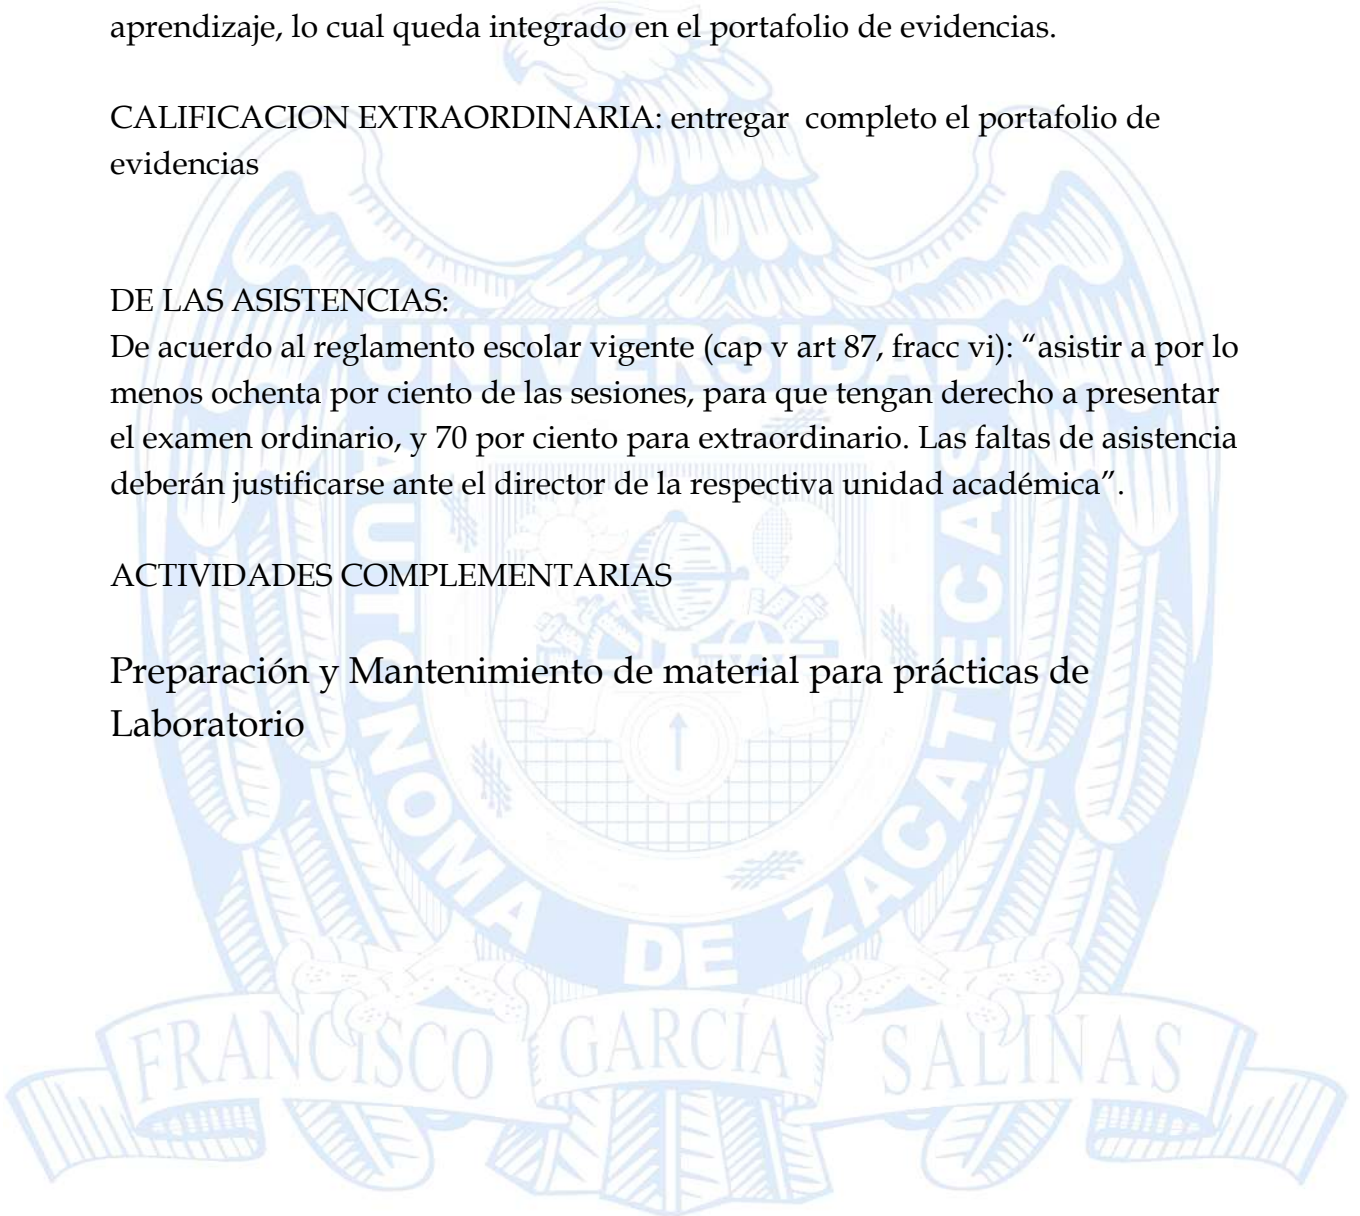 aprendizaje, lo cual queda integrado en el portafolio de evidencias.
CALIFICACION EXTRAORDINARIA: entregar  completo el portafolio de
evidencias
DE LAS ASISTENCIAS:
De acuerdo al reglamento escolar vigente (cap v art 87, fracc vi): “asistir a por lo
menos ochenta por ciento de las sesiones, para que tengan derecho a presentar
el examen ordinario, y 70 por ciento para extraordinario. Las faltas de asistencia
deberán justificarse ante el director de la respectiva unidad académica”.
ACTIVIDADES COMPLEMENTARIAS
Preparación y Mantenimiento de material para prácticas de
Laboratorio
UNIVERSIDAD
AUTONOMA DE ZACATECAS
FRANCISCO GARCÍA SALINAS